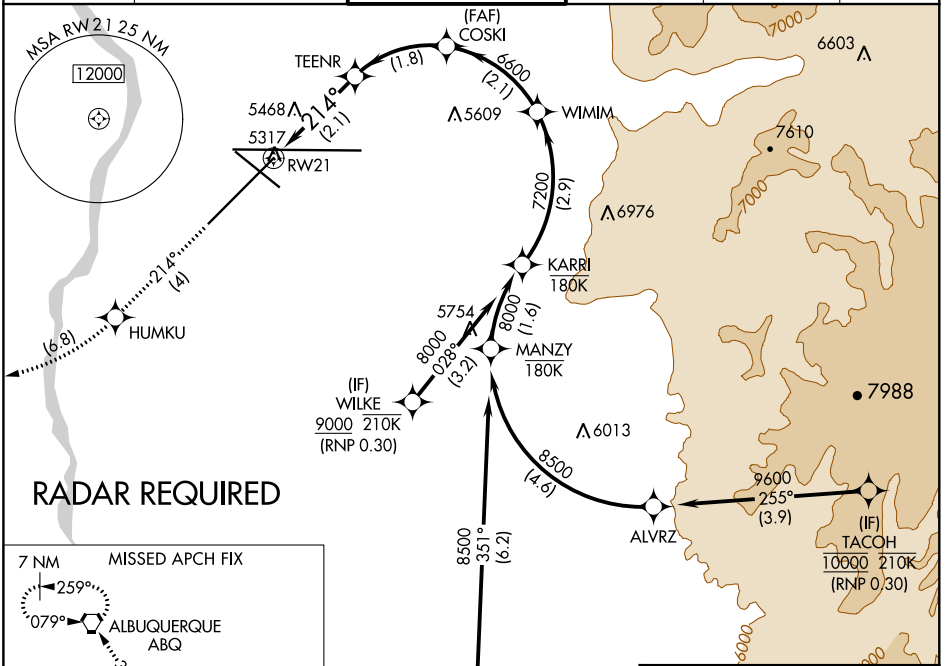 MSA RW21 25 NM
12000
(FAF)
COSKI
TEENR
(1.8)
6600
(2.1)
7000
6603
5468
214°
(2.1)
5609
WIMIM
5317
RW21
7610
7000
7200
(2.9)
6976
214°
(4)
KARRI
180K
HUMKU
(6.8)
5754
8000
(1.6)
8000
028°
(3.2)
MANZY
180K
(IF)
WILKE
9000 210K
(RNP 0.30)
7988
6013
8500
(4.6)
RADAR REQUIRED
9600
255°
(3.9)
ALVRZ
(IF)
TACOH
10000 210K
(RNP 0.30)
8500
351°
(6.2)
MISSED APCH FIX
7 NM
259°
079°
ALBUQUERQUE
ABQ
6000